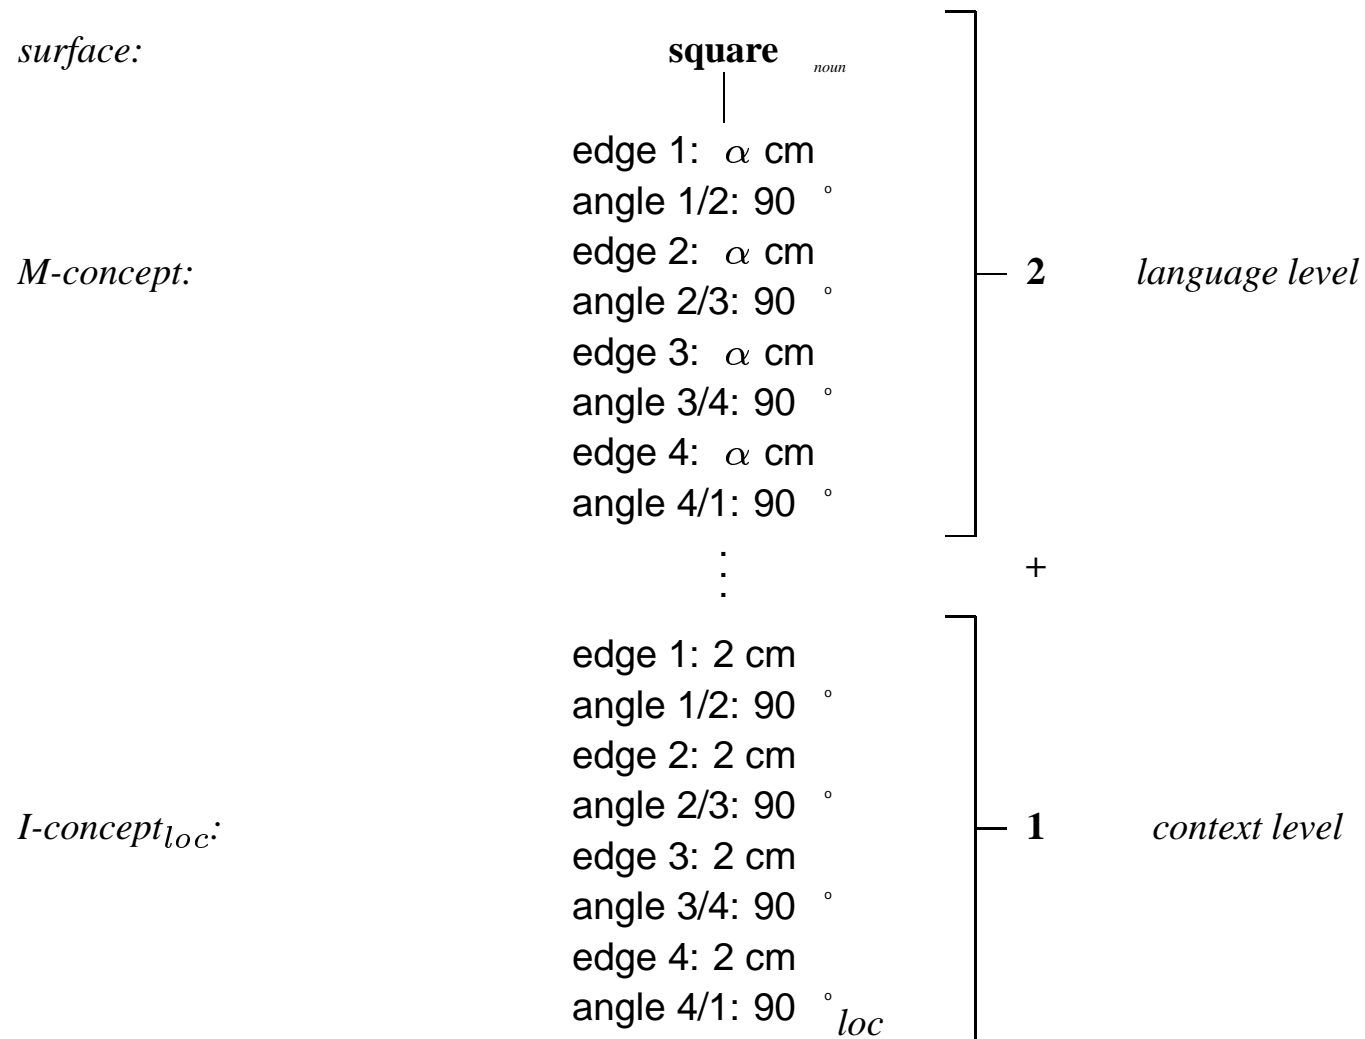 surface: square noun
edge 1: α cm
angle 1/2: 90 °
edge 2: α cm
M-concept: 2 language level
angle 2/3: 90 °
edge 3: α cm
angle 3/4: 90 °
edge 4: α cm
angle 4/1: 90 °
+
edge 1: 2 cm
angle 1/2: 90 °
edge 2: 2 cm
angle 2/3: 90 °
I-concept_loc: 1 context level
edge 3: 2 cm
angle 3/4: 90 °
edge 4: 2 cm
angle 4/1: 90 ° loc